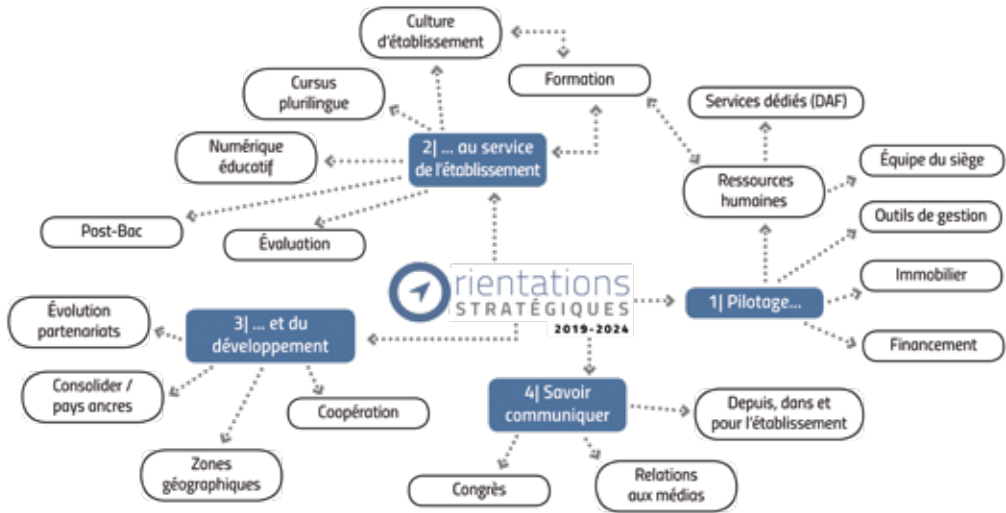 Culture
d'établissement
Formation
Cursus
plurilingue
Services dédiés (DAF)
Numérique
éducatif
2| ... au service
de l'établissement
Équipe du siège
Ressources
humaines
Outils de gestion
Post-Bac
Évaluation
Immobilier
Orientations
STRATÉGIQUES
2019-2024
1| Pilotage...
Évolution
partenariats
3| ... et du
développement
Financement
Consolider /
pays ancres
Coopération
4| Savoir
communiquer
Depuis, dans et
pour l'établissement
Zones
géographiques
Congrès
Relations
aux médias